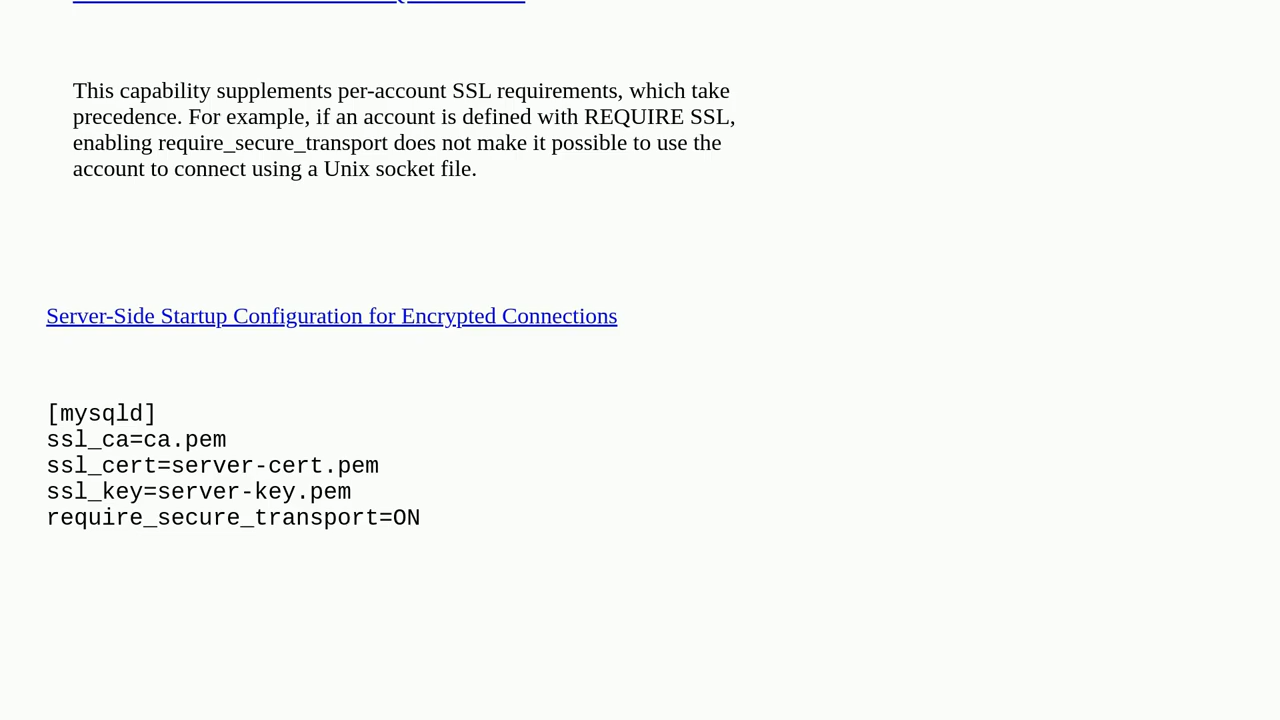 This capability supplements per-account SSL requirements, which take
precedence. For example, if an account is defined with REQUIRE SSL,
enabling require_secure_transport does not make it possible to use the
account to connect using a Unix socket file.
Server-Side Startup Configuration for Encrypted Connections
[mysqld]
ssl_ca=ca.pem
ssl_cert=server-cert.pem
ssl_key=server-key.pem
require_secure_transport=ON